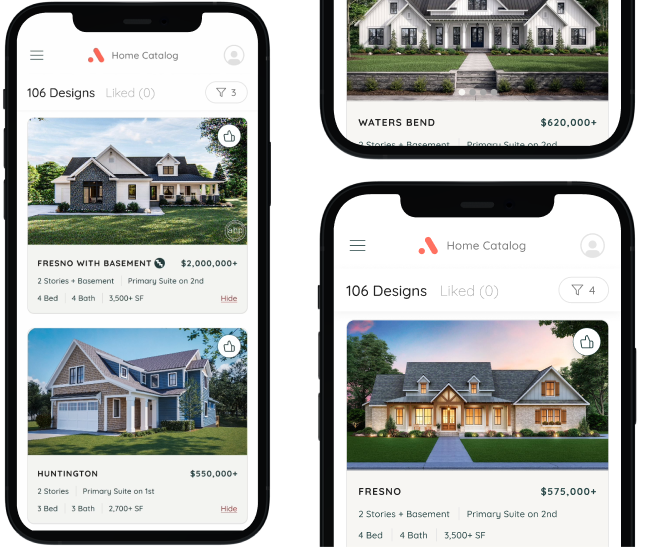 Home Catalog
106 Designs Liked (0) 3
FRESNO WITH BASEMENT $2,000,000+
2 Stories + Basement Primary Suite on 2nd
4 Bed 4 Bath 3,500+ SF Hide
HUNTINGTON $550,000+
2 Stories Primary Suite on 1st
3 Bed 3 Bath 2,700+ SF Hide
WATERS BEND $620,000+
2 Stories + Basement Primary Suite on 2nd
Home Catalog
106 Designs Liked (0) 4
FRESNO $575,000+
2 Stories + Basement Primary Suite on 2nd
4 Bed 4 Bath 3,500+ SF